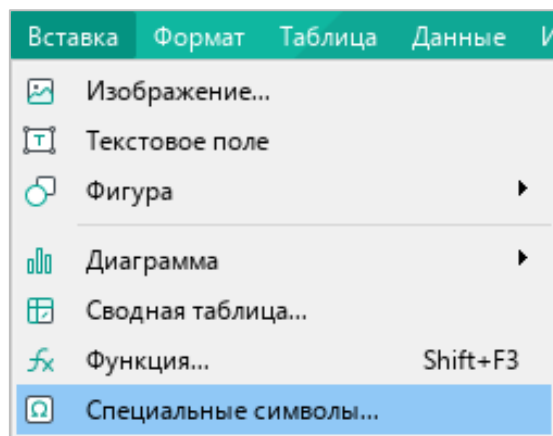 Вставка Формат Таблица Данные И
Изображение...
Текстовое поле
Фигура
Диаграмма
Сводная таблица...
Функция... Shift+F3
Специальные символы...